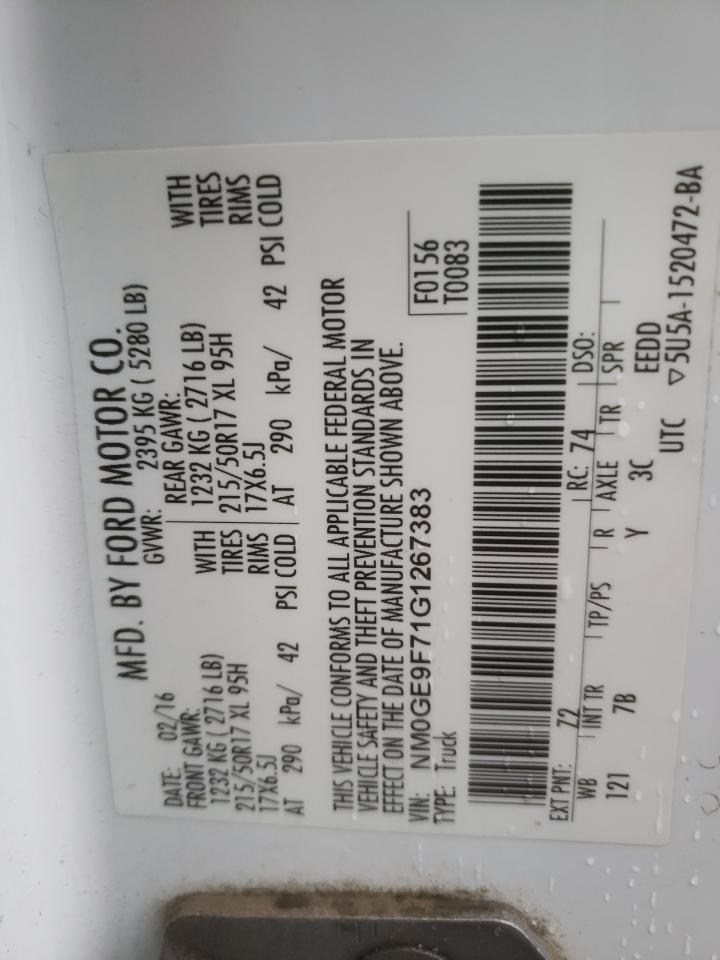 MFD. BY FORD MOTOR CO.
DATE: 02/16 GVWR: 2395 KG ( 5280 LB)
FRONT GAWR: REAR GAWR:
1232 KG ( 2716 LB) WITH 1232 KG ( 2716 LB) WITH
215/50R17 XL 95H TIRES 215/50R17 XL 95H TIRES
17X6.5J RIMS 17X6.5J RIMS
AT 290 kPa/ 42 PSI COLD AT 290 kPa/ 42 PSI COLD
THIS VEHICLE CONFORMS TO ALL APPLICABLE FEDERAL MOTOR
VEHICLE SAFETY AND THEFT PREVENTION STANDARDS IN
EFFECT ON THE DATE OF MANUFACTURE SHOWN ABOVE.
VIN: NM0GE9F71G1267383 F0156
TYPE: Truck T0083
EXT PNT: Z2 RC: 74 DSO:
WB INT TR TP/PS R AXLE TR SPR
121 7B Y 3C EEDD
UTC ▽5U5A-1520472-BA